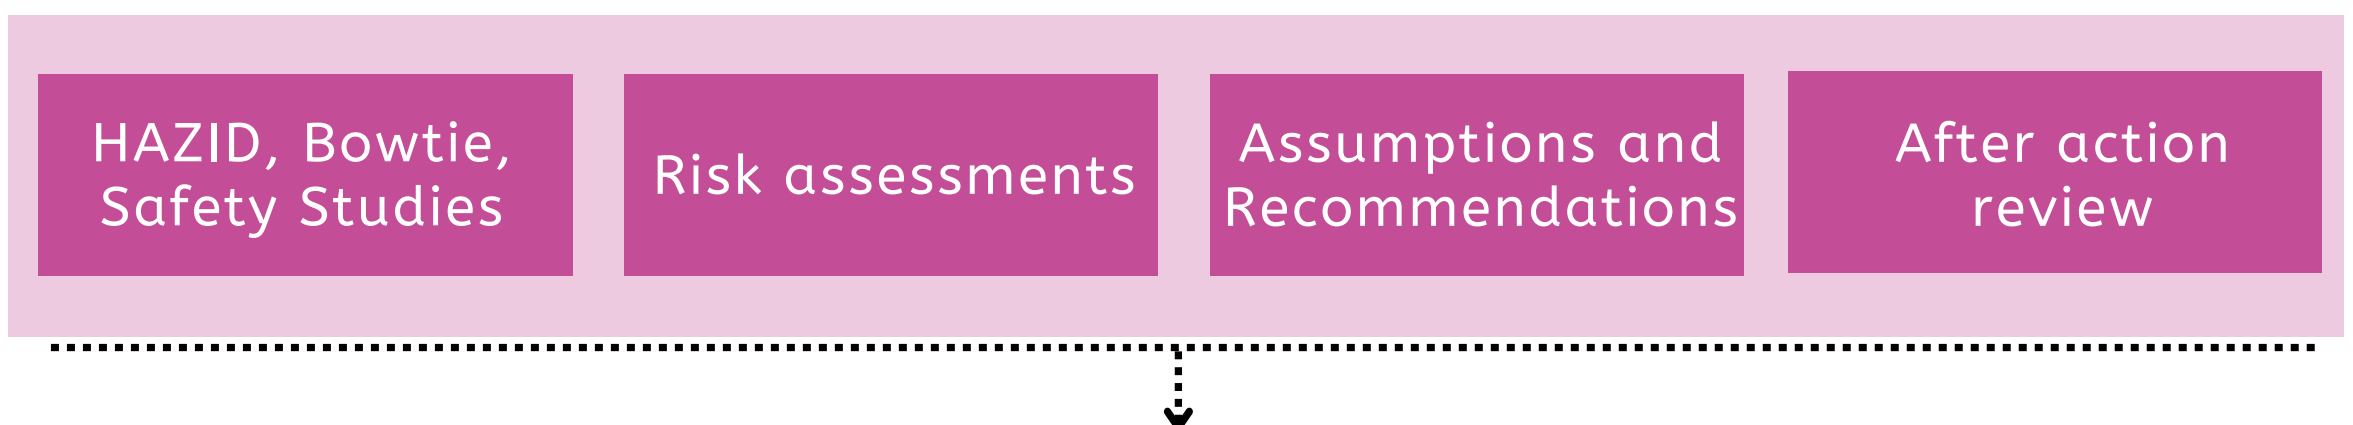 HAZID, Bowtie,
Safety Studies
Risk assessments
Assumptions and
Recommendations
After action
review